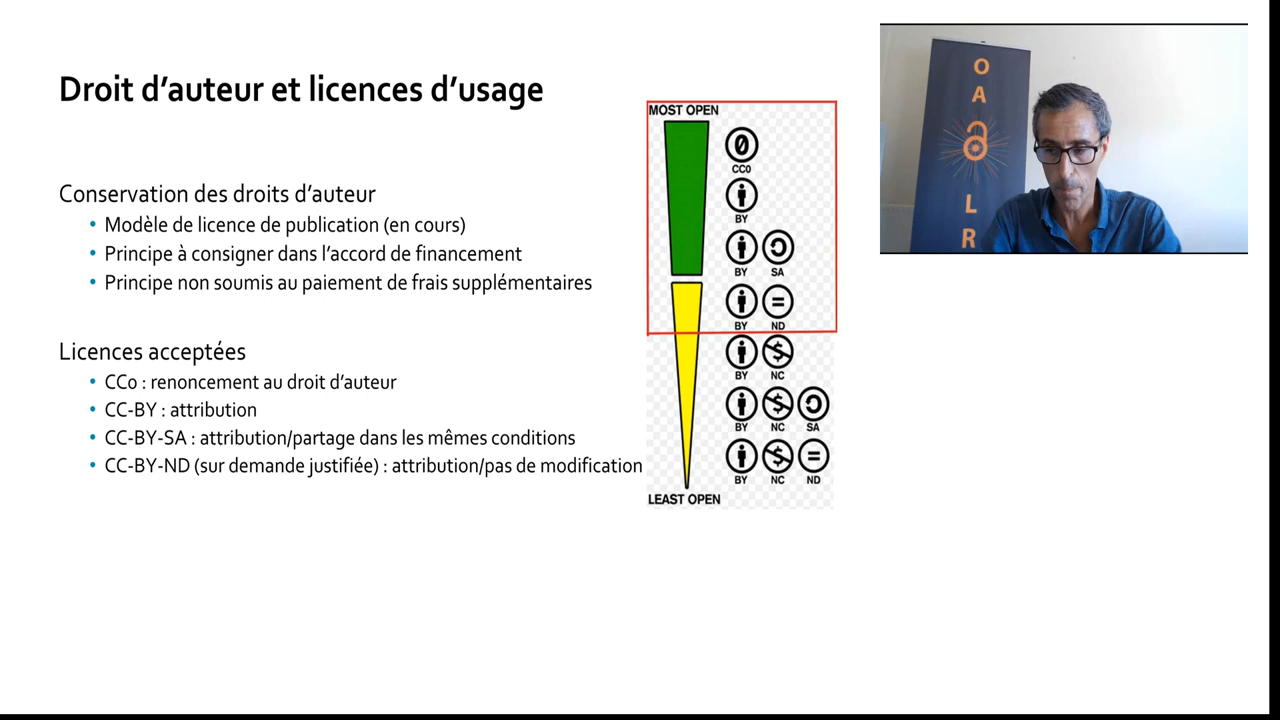 Droit d'auteur et licences d'usage
Conservation des droits d'auteur
• Modèle de licence de publication (en cours)
• Principe à consigner dans l'accord de financement
• Principe non soumis au paiement de frais supplémentaires
Licences acceptées
• CC0 : renoncement au droit d'auteur
• CC-BY : attribution
• CC-BY-SA : attribution/partage dans les mêmes conditions
• CC-BY-ND (sur demande justifiée) : attribution/pas de modification
MOST OPEN
CC0
BY
BY SA
BY ND
BY NC
BY NC SA
BY NC ND
LEAST OPEN
O
A
L
R